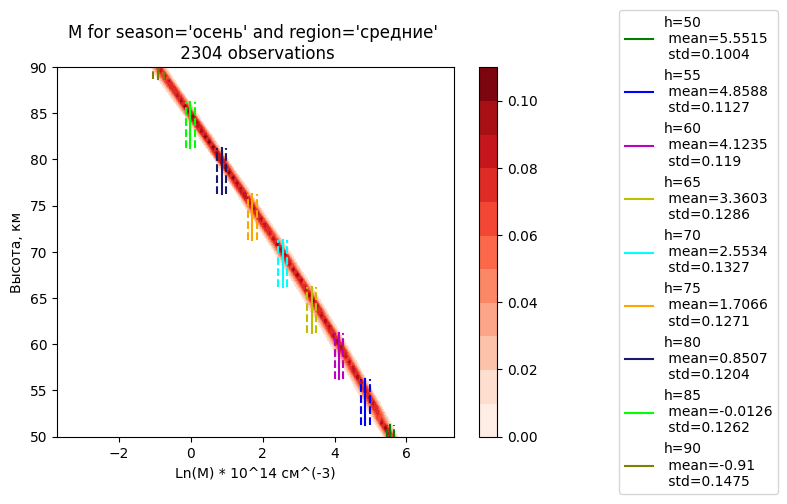 M for season='осень' and region='средние'
2304 observations
90
85
80
75
70
65
60
55
50
Высота, км
−2
0
2
4
6
Ln(M) * 10^14 см^(-3)
0.10
0.08
0.06
0.04
0.02
0.00
h=50
mean=5.5515
std=0.1004
h=55
mean=4.8588
std=0.1127
h=60
mean=4.1235
std=0.119
h=65
mean=3.3603
std=0.1286
h=70
mean=2.5534
std=0.1327
h=75
mean=1.7066
std=0.1271
h=80
mean=0.8507
std=0.1204
h=85
mean=-0.0126
std=0.1262
h=90
mean=-0.91
std=0.1475